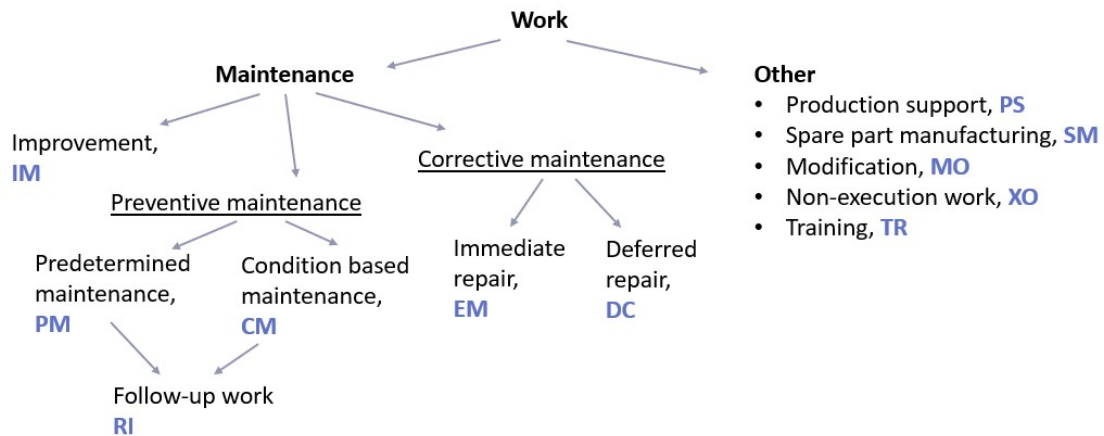 Work
Maintenance
Other
• Production support, PS
• Spare part manufacturing, SM
• Modification, MO
• Non-execution work, XO
• Training, TR
Improvement,
IM
Corrective maintenance
Preventive maintenance
Predetermined
maintenance,
PM
Condition based
maintenance,
CM
Immediate
repair,
EM
Deferred
repair,
DC
Follow-up work
RI